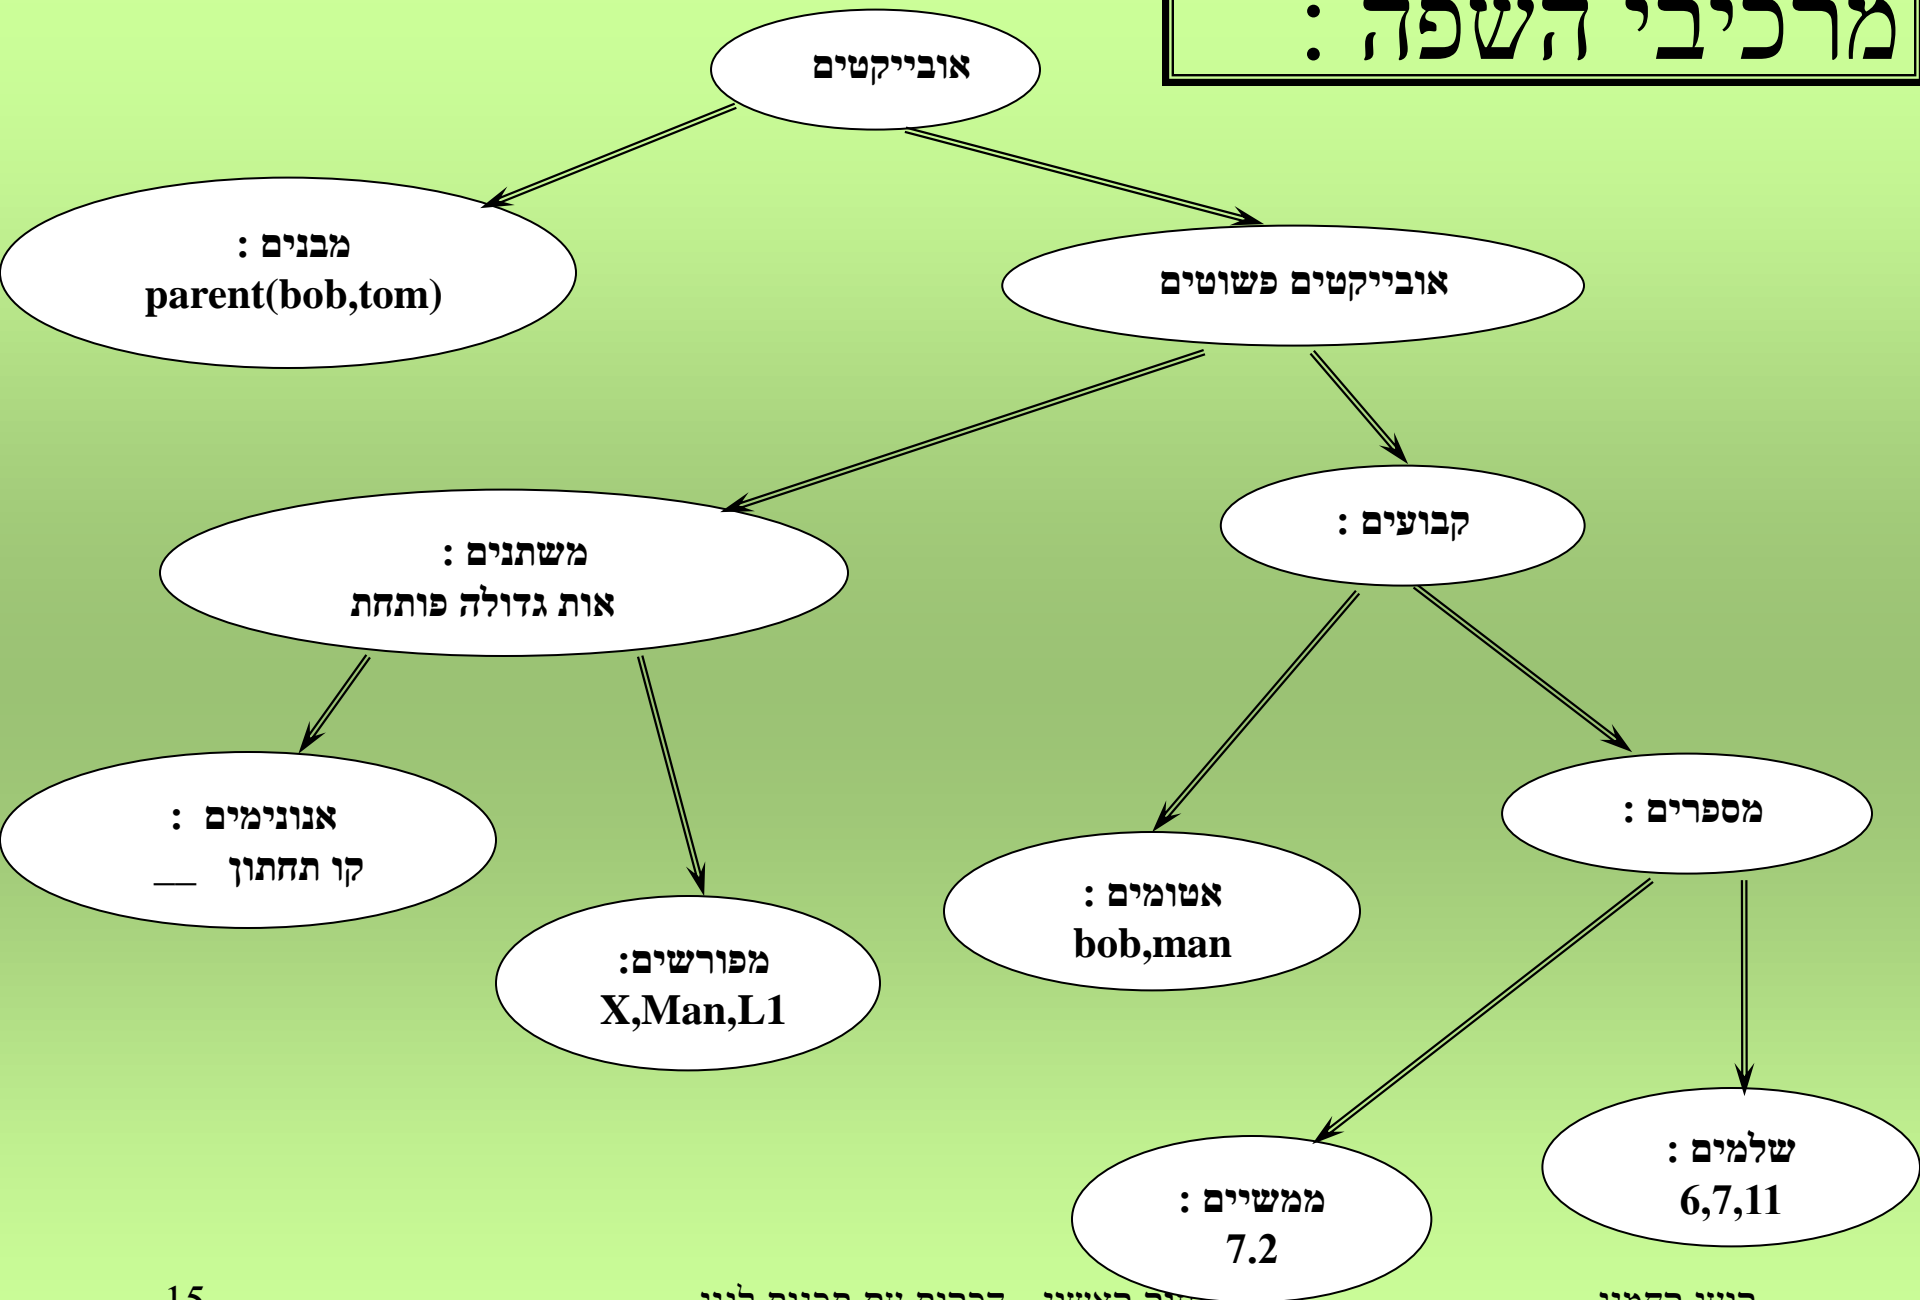 מרכיבי השפה :
אובייקטים
מבנים :
parent(bob,tom)
אובייקטים פשוטים
משתנים :
אות גדולה פותחת
קבועים :
אנונימים :
קו תחתון __
מפורשים:
X,Man,L1
אטומים :
bob,man
מספרים :
ממשיים :
7.2
שלמים :
6,7,11
15